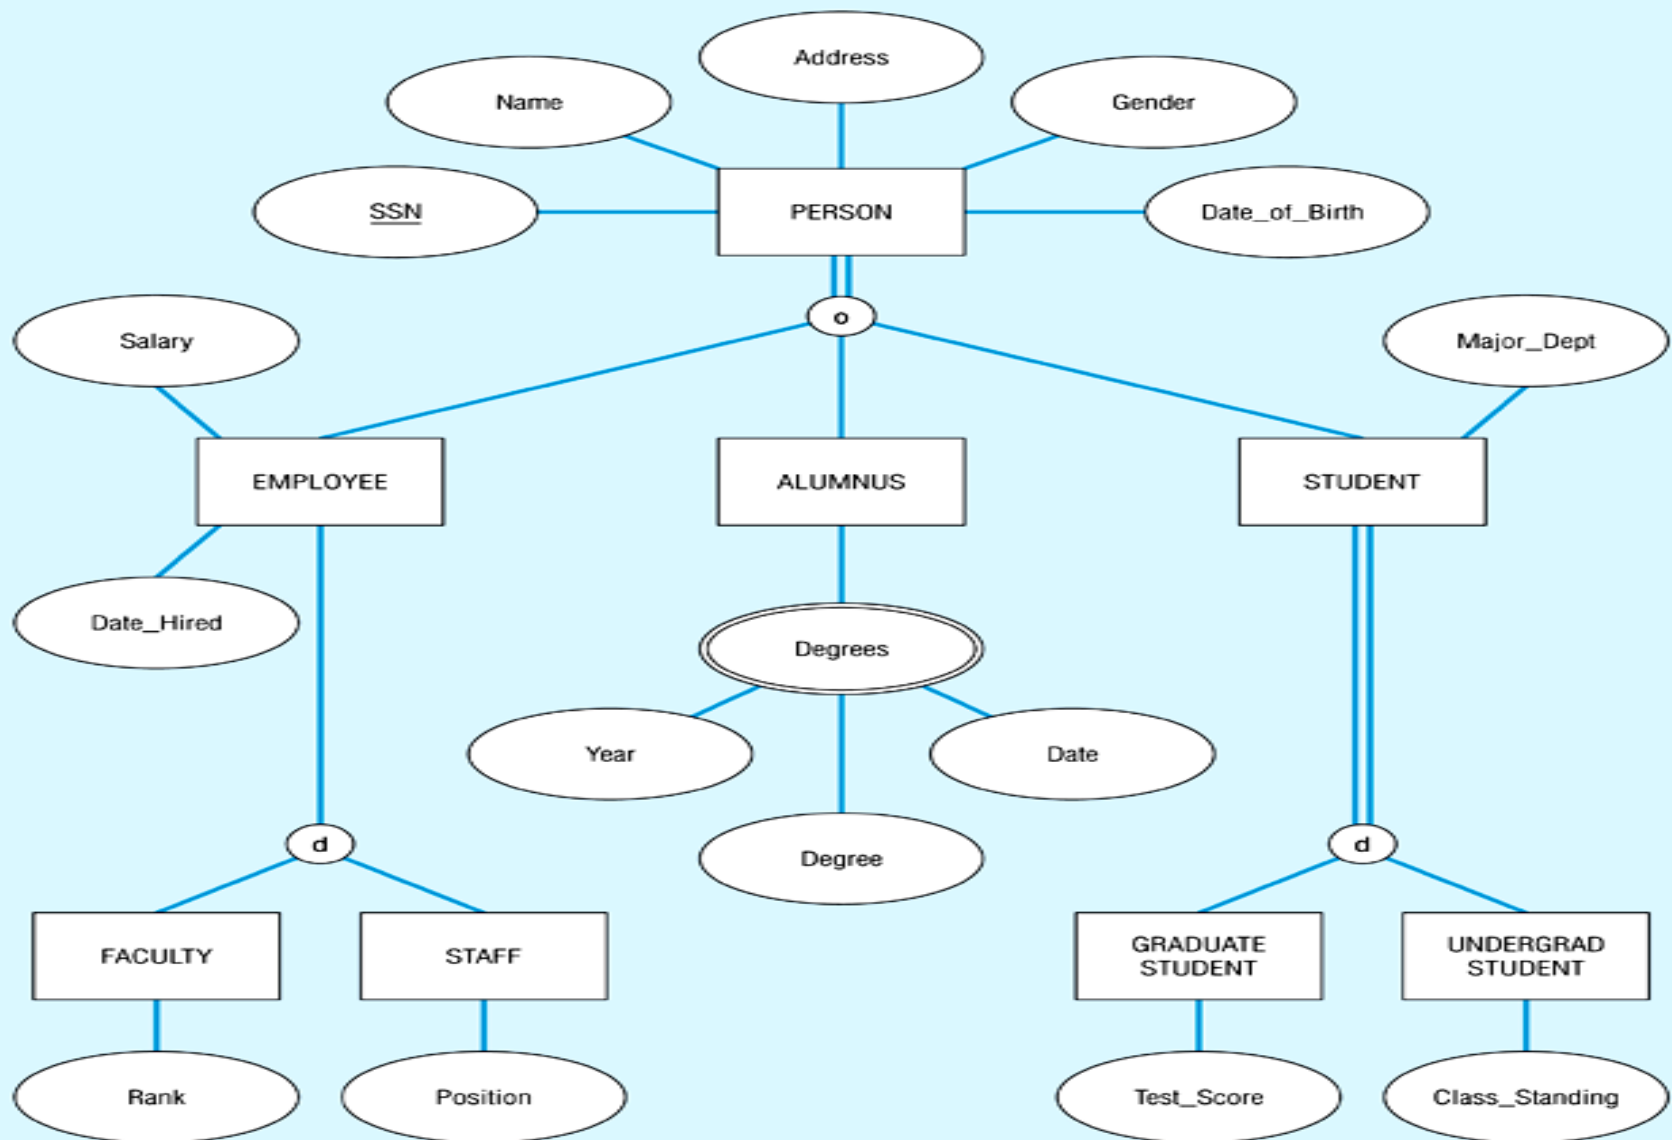 Address
Name
Gender
SSN
PERSON
Date_of_Birth
o
Salary
Major_Dept
EMPLOYEE
ALUMNUS
STUDENT
Date_Hired
Degrees
Year
Date
d
Degree
d
FACULTY
STAFF
GRADUATE
STUDENT
UNDERGRAD
STUDENT
Rank
Position
Test_Score
Class_Standing